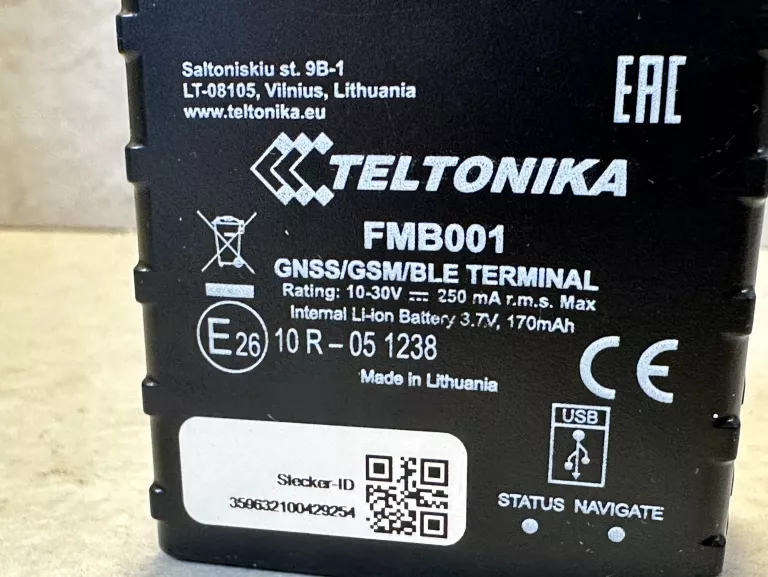 Saltoniskiu st. 9B-1
LT-08105, Vilnius, Lithuania
www.teltonika.eu
EAC
TELTONIKA
FMB001
GNSS/GSM/BLE TERMINAL
Rating: 10-30V ⎓ 250 mA r.m.s. Max
Internal Li-ion Battery 3.7V, 170mAh
E26 10 R – 05 1238
CE
Made in Lithuania
USB
Stecker-ID
359632100429254
STATUS NAVIGATE